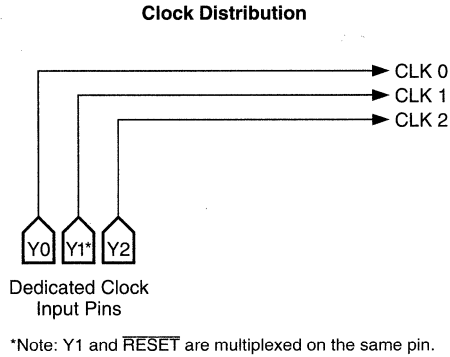 Clock Distribution
CLK 0
CLK 1
CLK 2
Y0 Y1* Y2
Dedicated Clock
Input Pins
*Note: Y1 and RESET are multiplexed on the same pin.